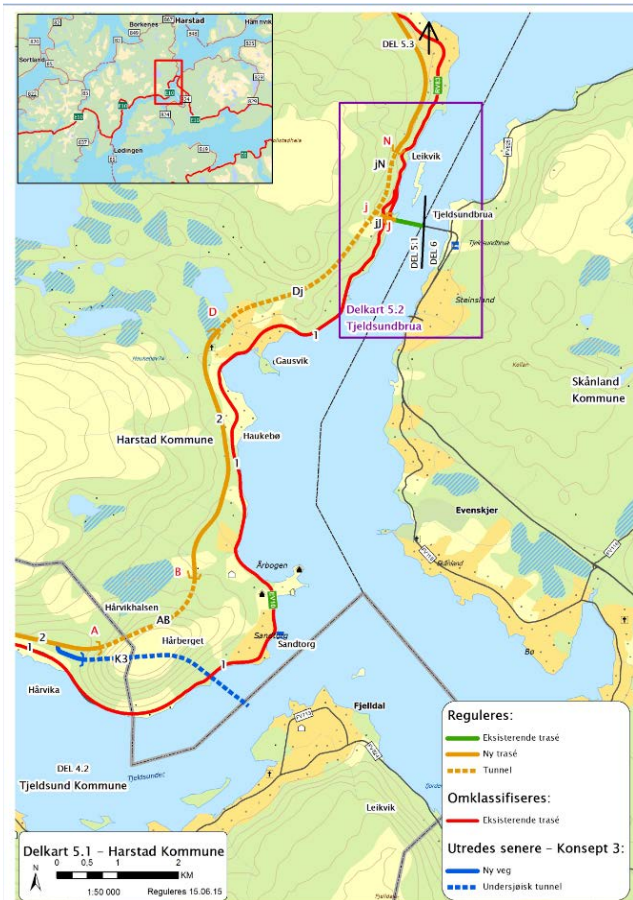 Harstad
Borkenes
Sortland
Lødingen
DEL 5.3
N
jN
Leikvik
j
jJ
J
Tjeldsundbrua
Tjeldsundbrua
DEL 5.1
DEL 6
Steinsland
Dj
D
1
Delkart 5.2
Tjeldsundbrua
Gausvik
Skånland
Kommune
2
Harstad Kommune
Haukebø
1
Evenskjer
Årbogen
B
Hårvikhalsen
AB
A
Hårberget
Sandtorg
Sandtorg
2
1
K3
1
Hårvika
Bø
Fjelldal
DEL 4.2
Tjeldsund Kommune
Tjeldsundet
Leikvik
Reguleres:
Eksisterende trasé
Ny trasé
Tunnel
Omklassifiseres:
Eksisterende trasé
Utredes senere – Konsept 3:
Ny veg
Undersjøisk tunnel
Delkart 5.1 – Harstad Kommune
N
0 0,5 1 2
KM
1:50 000 Reguleres 15.06.15